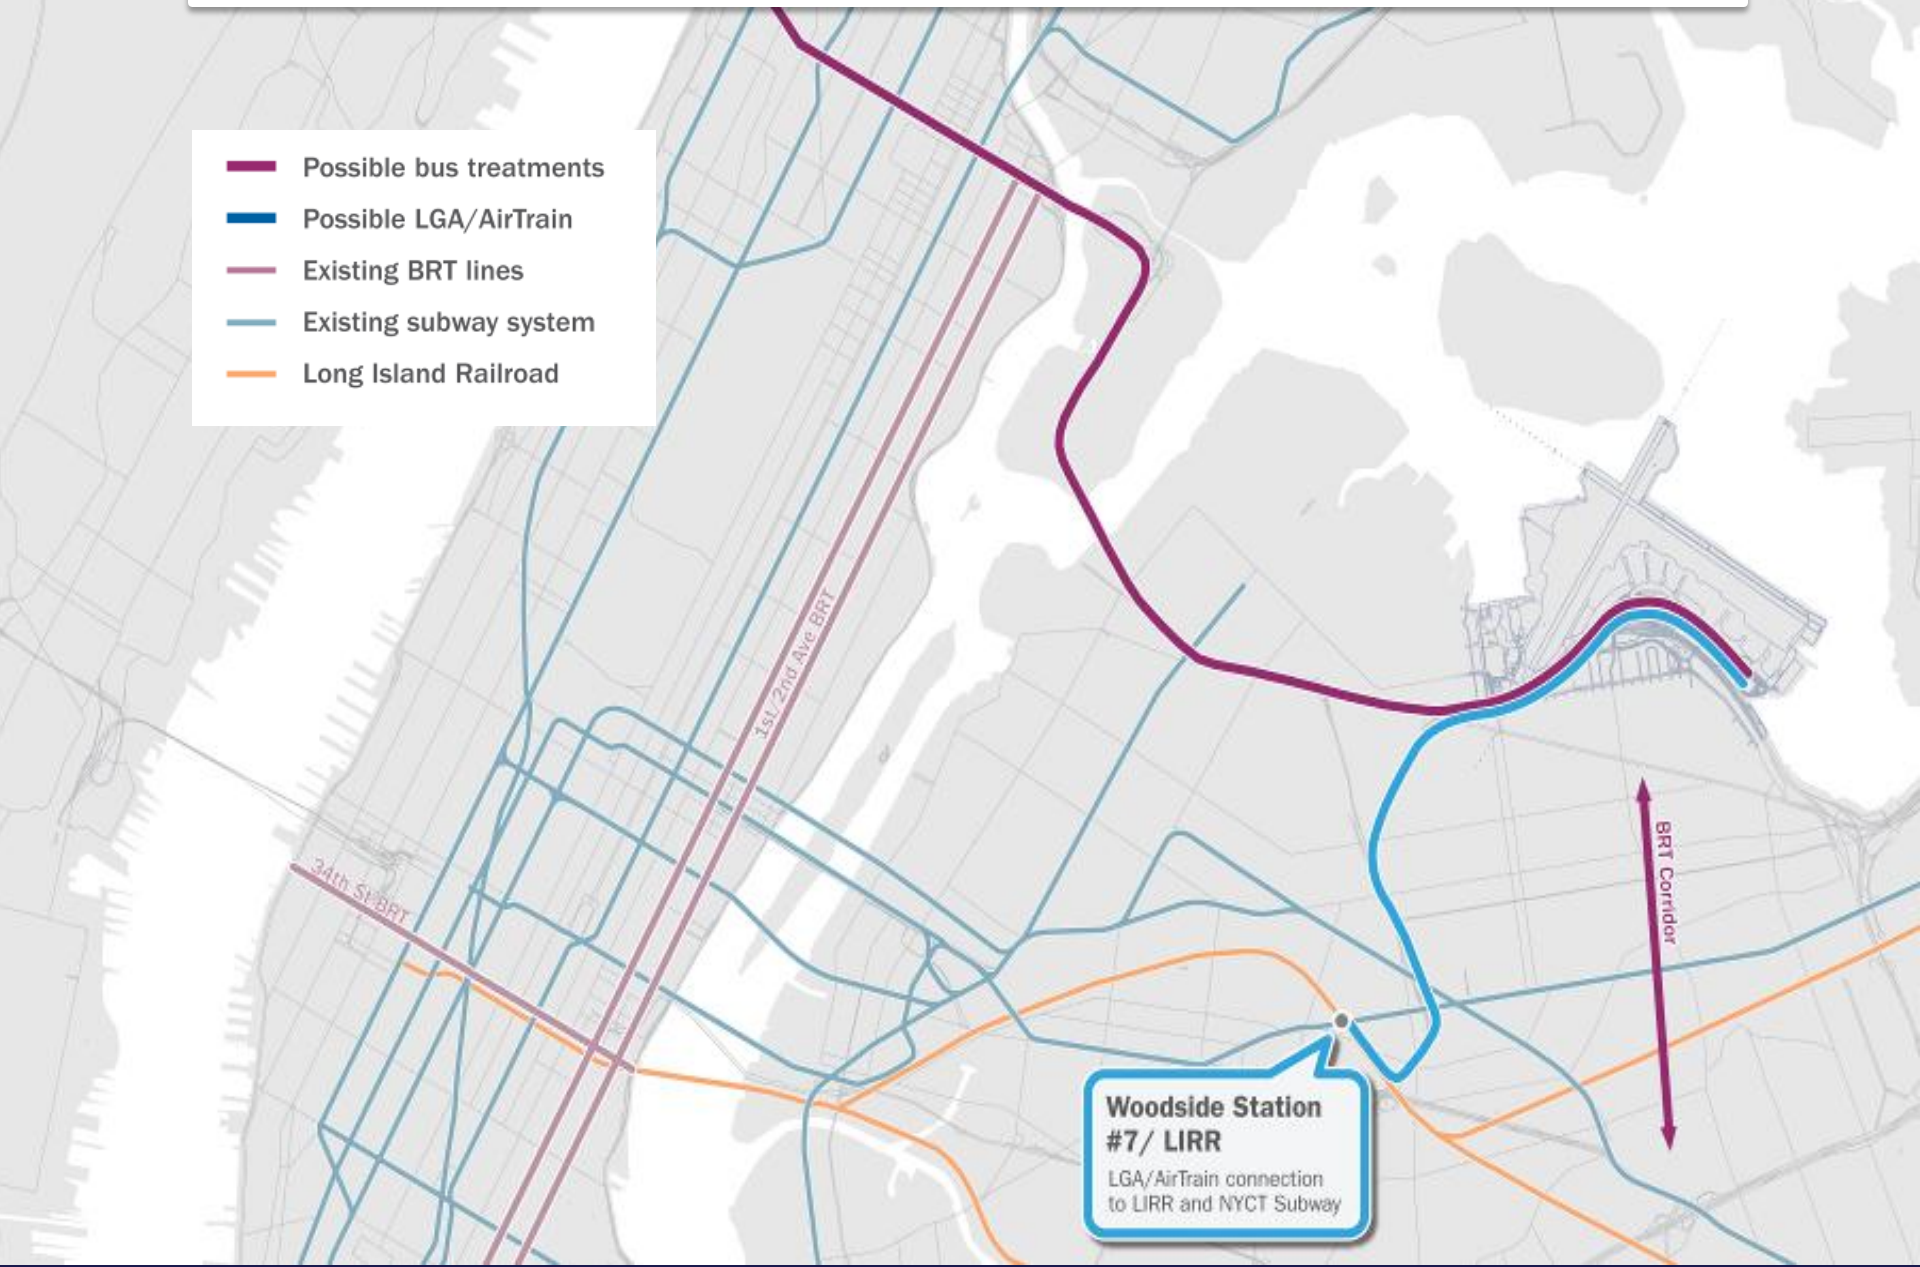 Possible bus treatments
Possible LGA/AirTrain
Existing BRT lines
Existing subway system
Long Island Railroad
1st/2nd Ave BRT
34th St BRT
BRT Corridor
Woodside Station
#7/ LIRR
LGA/AirTrain connection
to LIRR and NYCT Subway